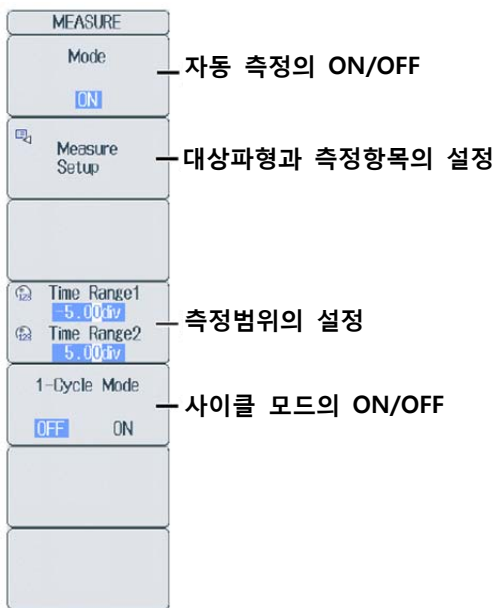 MEASURE
Mode
ON
자동 측정의 ON/OFF
Measure
Setup
대상파형과 측정항목의 설정
Time Range1
-5.00div
Time Range2
5.00div
측정범위의 설정
1-Cycle Mode
OFF ON
사이클 모드의 ON/OFF